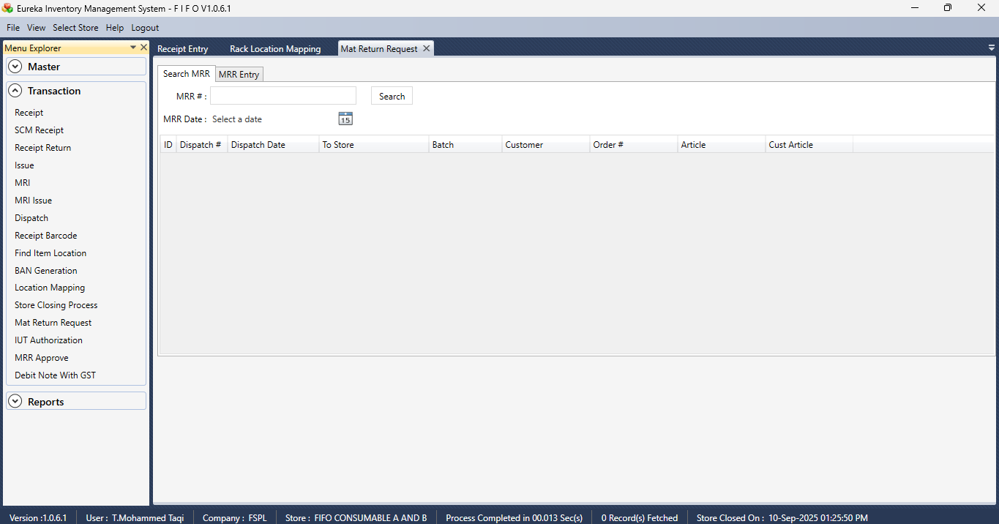 Eureka Inventory Management System - F I F O V1.0.6.1
File View Select Store Help Logout
Menu Explorer
Receipt Entry Rack Location Mapping Mat Return Request
Master
Transaction
Receipt
SCM Receipt
Receipt Return
Issue
MRI
MRI Issue
Dispatch
Receipt Barcode
Find Item Location
BAN Generation
Location Mapping
Store Closing Process
Mat Return Request
IUT Authorization
MRR Approve
Debit Note With GST
Reports
Search MRR MRR Entry
MRR # : Search
MRR Date : Select a date 15
ID Dispatch # Dispatch Date To Store Batch Customer Order # Article Cust Article
Version :1.0.6.1 User : T.Mohammed Taqi Company : FSPL Store : FIFO CONSUMABLE A AND B Process Completed in 00.013 Sec(s) 0 Record(s) Fetched Store Closed On : 10-Sep-2025 01:25:50 PM